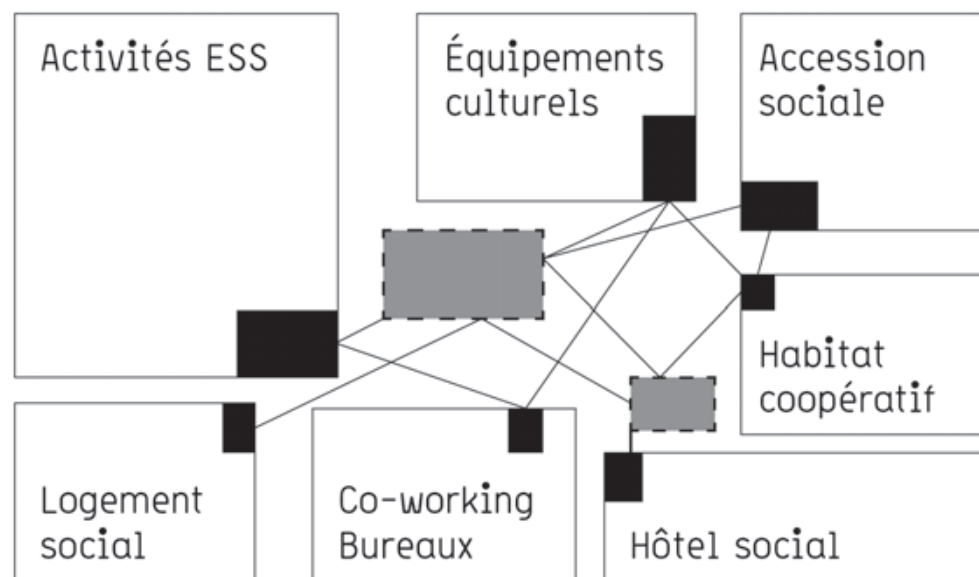 Activités ESS
Équipements
culturels
Accession
sociale
Habitat
coopératif
Logement
social
Co-working
Bureaux
Hôtel social